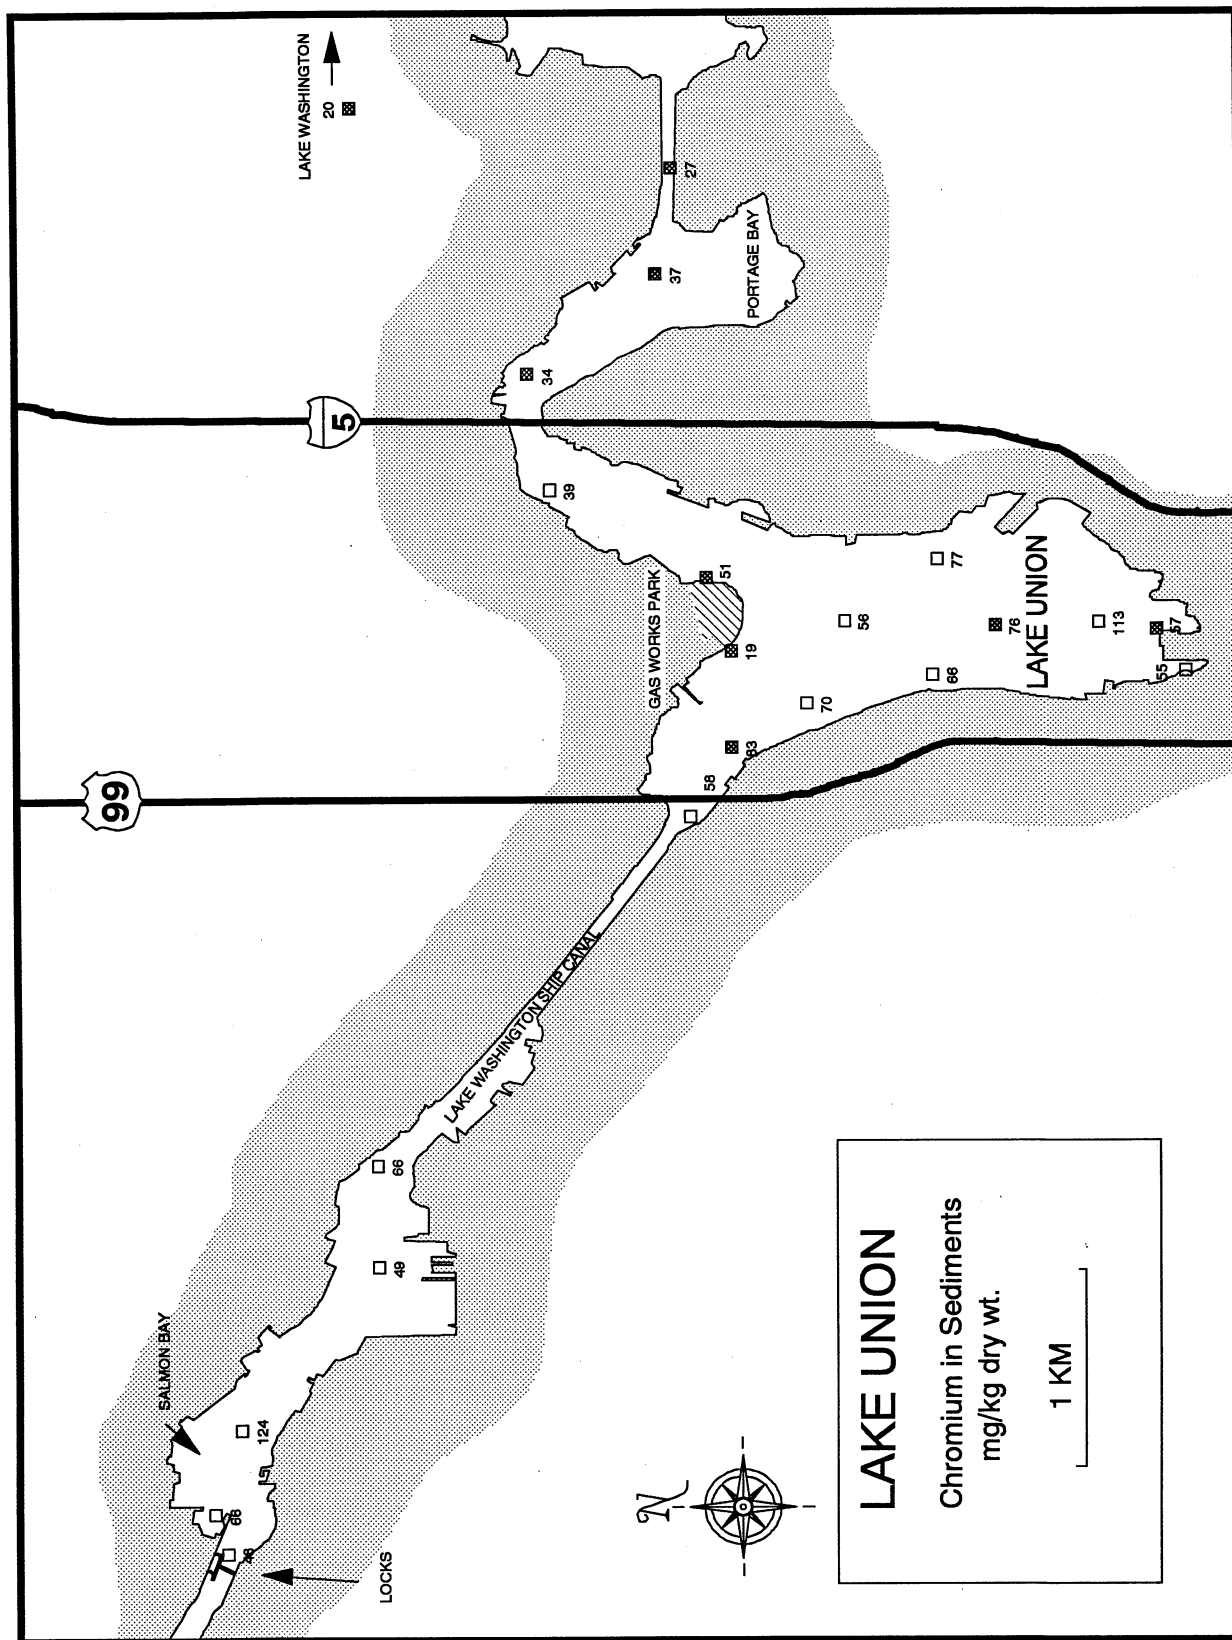 LAKE WASHINGTON
20
27
37
PORTAGE BAY
34
5
39
GAS WORKS PARK
51
19
77
56
76
LAKE UNION
113
57
55
66
70
58
99
LAKE WASHINGTON SHIP CANAL
66
49
SALMON BAY
124
LOCKS
N
LAKE UNION
Chromium in Sediments
mg/kg dry wt.
1 KM